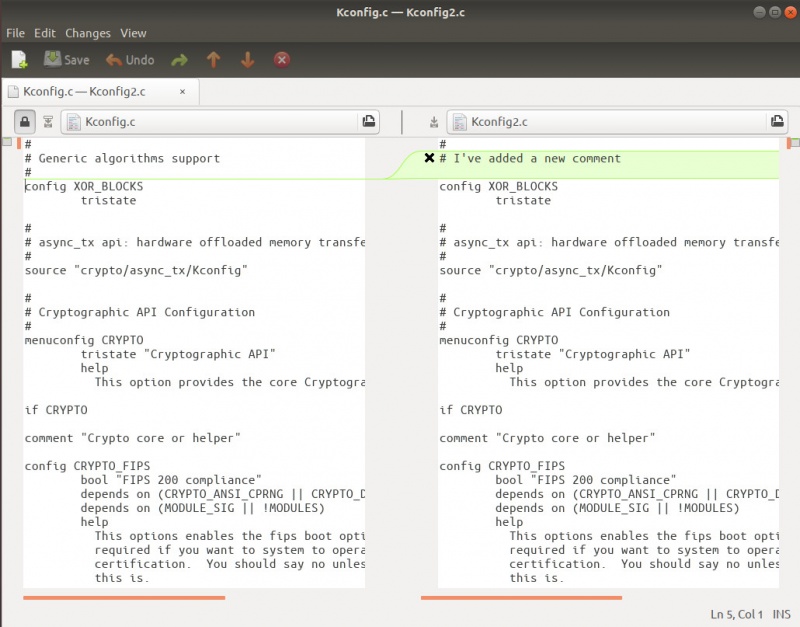 Kconfig.c — Kconfig2.c
File Edit Changes View
Save Undo
Kconfig.c — Kconfig2.c ×
Kconfig.c
#
# Generic algorithms support
#
config XOR_BLOCKS
tristate
#
# async_tx api: hardware offloaded memory transfe
#
source "crypto/async_tx/Kconfig"
#
# Cryptographic API Configuration
#
menuconfig CRYPTO
tristate "Cryptographic API"
help
This option provides the core Cryptogra
if CRYPTO
comment "Crypto core or helper"
config CRYPTO_FIPS
bool "FIPS 200 compliance"
depends on (CRYPTO_ANSI_CPRNG || CRYPTO_D
depends on (MODULE_SIG || !MODULES)
help
This options enables the fips boot opti
required if you want to system to opera
certification.  You should say no unles
this is.
Kconfig2.c
#
# I've added a new comment
config XOR_BLOCKS
tristate
#
# async_tx api: hardware offloaded memory transfe
#
source "crypto/async_tx/Kconfig"
#
# Cryptographic API Configuration
#
menuconfig CRYPTO
tristate "Cryptographic API"
help
This option provides the core Cryptogra
if CRYPTO
comment "Crypto core or helper"
config CRYPTO_FIPS
bool "FIPS 200 compliance"
depends on (CRYPTO_ANSI_CPRNG || CRYPTO_D
depends on (MODULE_SIG || !MODULES)
help
This options enables the fips boot opti
required if you want to system to opera
certification.  You should say no unles
this is.
Ln 5, Col 1 INS